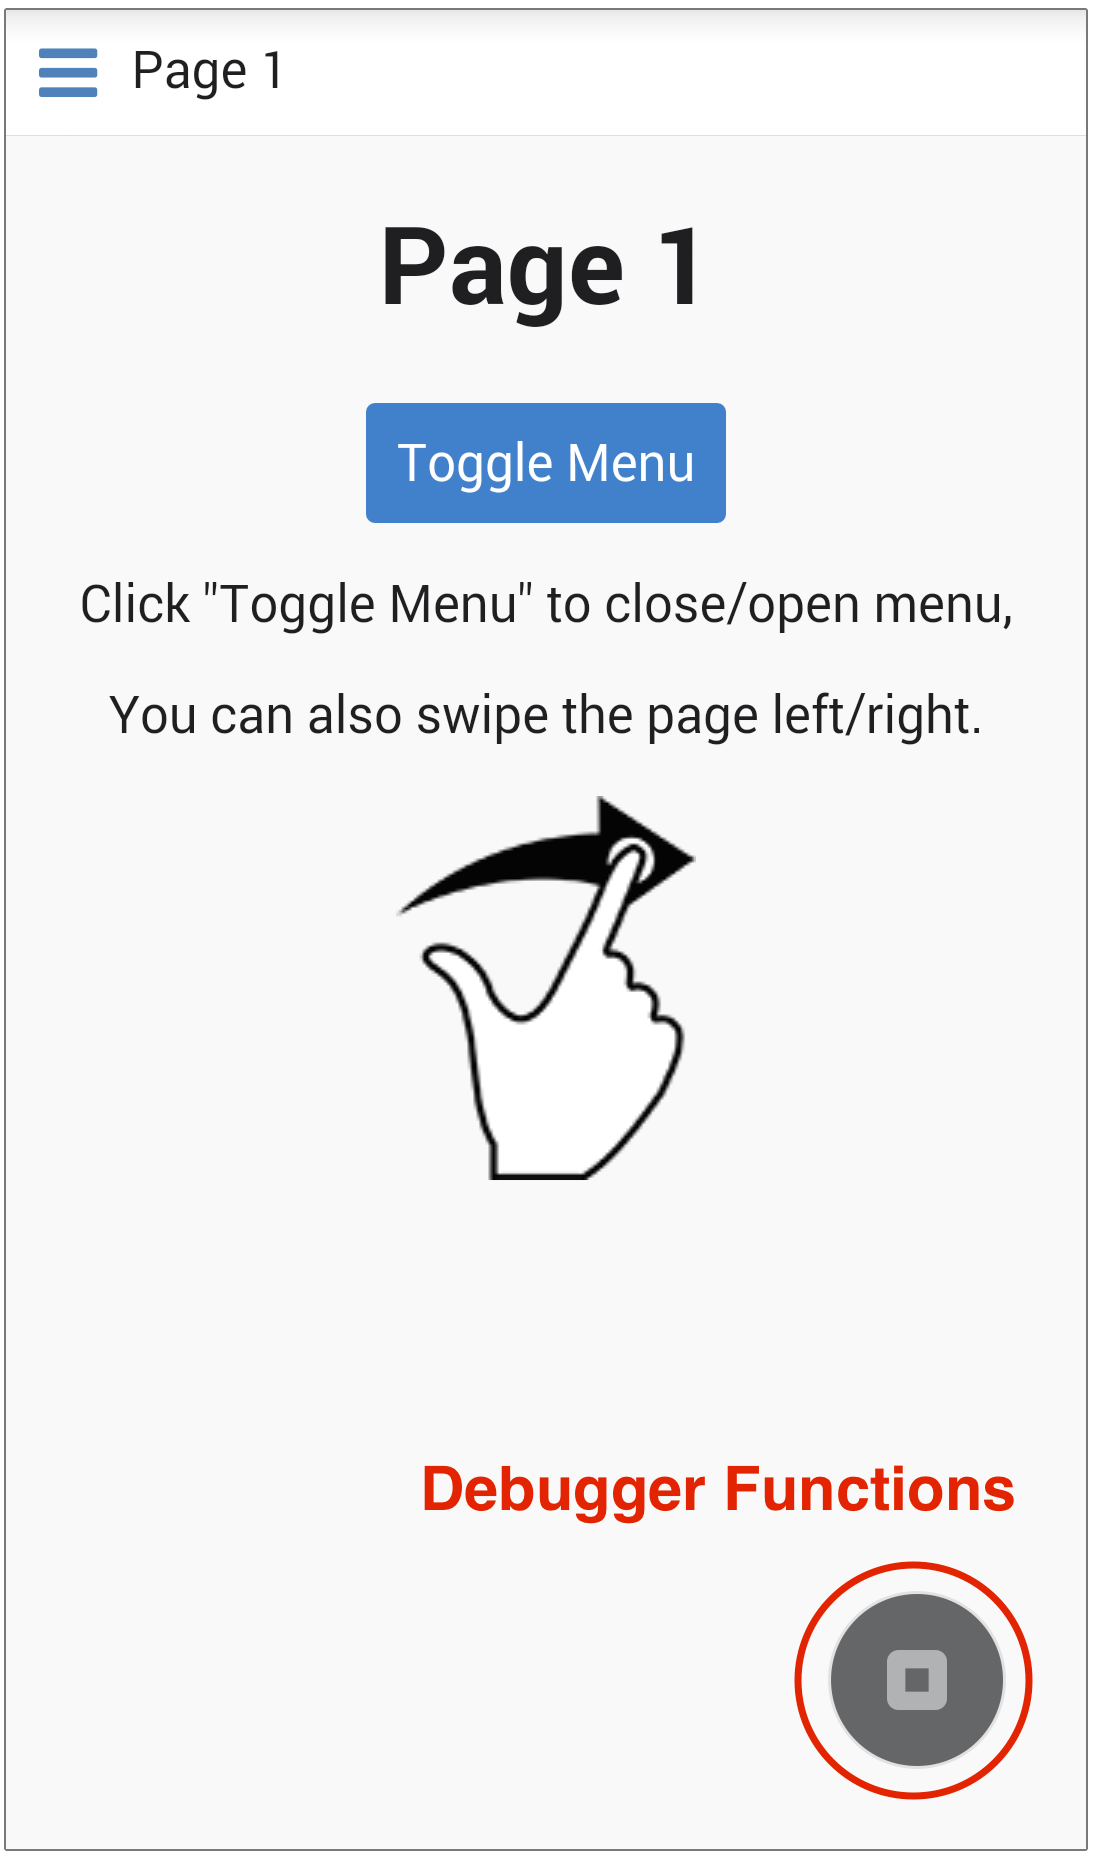 Page 1
Page 1
Toggle Menu
Click "Toggle Menu" to close/open menu,
You can also swipe the page left/right.
Debugger Functions